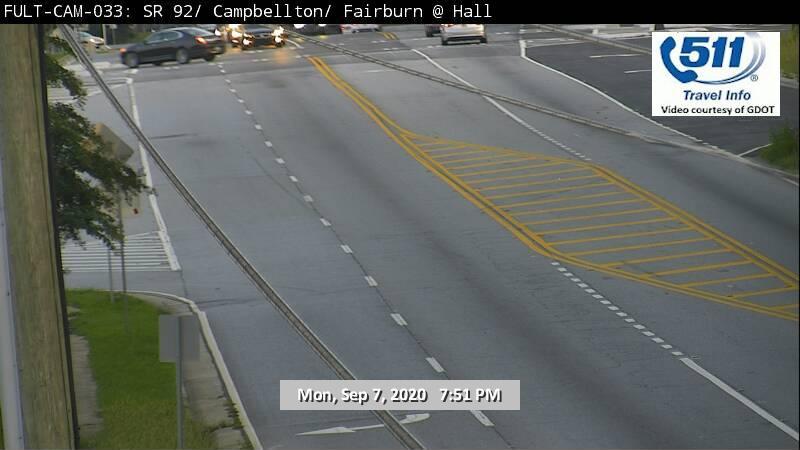 FULT-CAM-033: SR 92/ Campbellton/ Fairburn @ Hall
511
®
Travel Info
Video courtesy of GDOT
Mon, Sep 7, 2020 7:51 PM